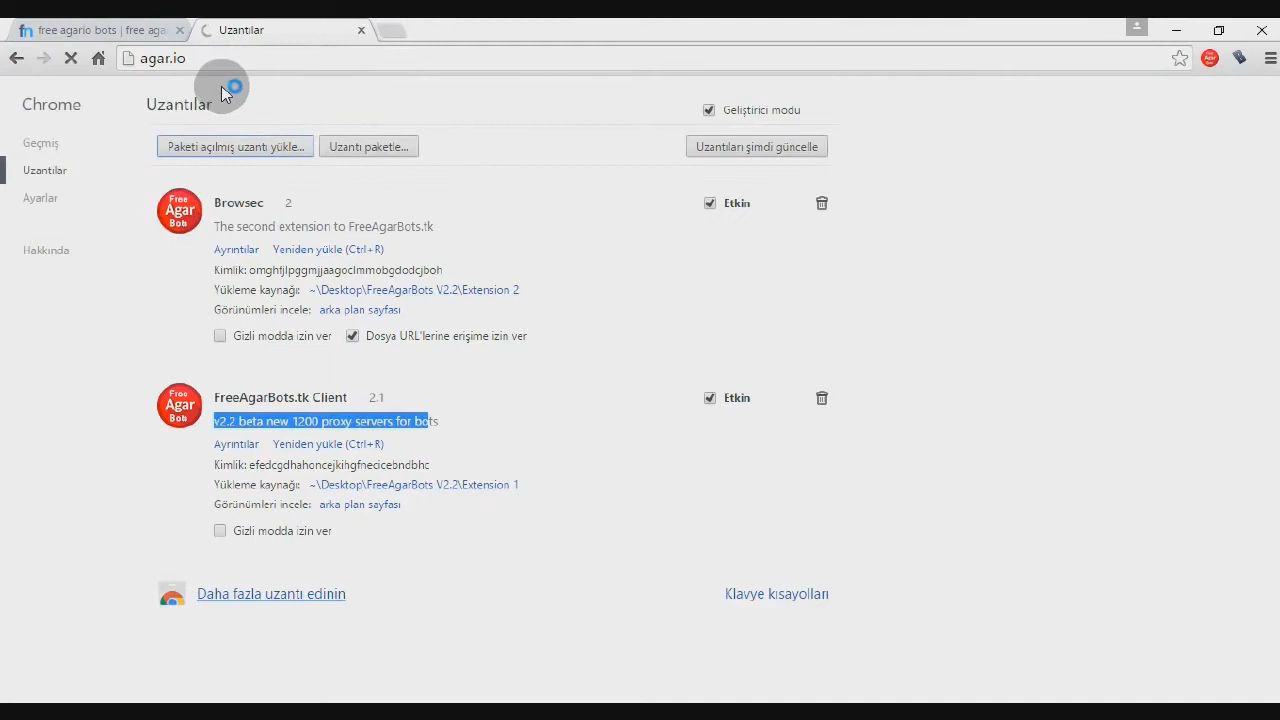 free agario bots | free aga
Uzantılar
agar.io
Chrome
Uzantılar
Geliştirici modu
Geçmiş
Uzantılar
Ayarlar
Hakkında
Paketi açılmış uzantı yükle...
Uzantı paketle...
Uzantıları şimdi güncelle
Free Agar Bots
Browsec 2
Etkin
The second extension to FreeAgarBots.tk
Ayrıntılar Yeniden yükle (Ctrl+R)
Kimlik: omghfjlpggmjjaagoclmmobgdodcjboh
Yükleme kaynağı: ~\Desktop\FreeAgarBots V2.2\Extension 2
Görünümleri incele: arka plan sayfası
Gizli modda izin ver
Dosya URL'lerine erişime izin ver
Free Agar Bots
FreeAgarBots.tk Client 2.1
Etkin
v2.2 beta new 1200 proxy servers for bots
Ayrıntılar Yeniden yükle (Ctrl+R)
Kimlik: efedcgdhahoncejkihgfnecicebndbhc
Yükleme kaynağı: ~\Desktop\FreeAgarBots V2.2\Extension 1
Görünümleri incele: arka plan sayfası
Gizli modda izin ver
Daha fazla uzantı edinin
Klavye kısayolları